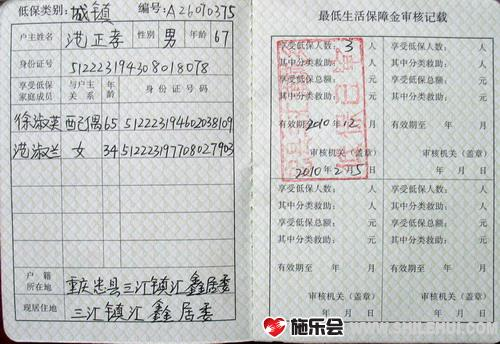 低保类别：城镇 编号：A26070375
户主姓名 范正孝 性别 男 年龄 67
身份证号 512223194308018078
享受低保家庭成员 与户主关系 年龄 身份证号码
徐淑英 配偶 65 512223194602038109
范淑兰 女 34 512223197708027903
户籍所在地 重庆忠县三汇镇汇鑫居委
现居住地 三汇镇汇鑫居委
最低生活保障金审核记载
享受低保人数：3 人
其中分类救助： 人
享受低保总额： 元
其中分类救助： 元
有效期至 2010 年 12 月
审核机关（盖章）
2010 年 2 月 5 日
享受低保人数： 人
其中分类救助： 人
享受低保总额： 元
其中分类救助： 元
有效期至 年 月
审核机关（盖章）
年 月 日
享受低保人数： 人
其中分类救助： 人
享受低保总额： 元
其中分类救助： 元
有效期至 年 月
审核机关（盖章）
年 月 日
享受低保人数： 人
其中分类救助： 人
享受低保总额： 元
其中分类救助： 元
有效期至 年 月
审核机关（盖章）
年 月 日
施乐会